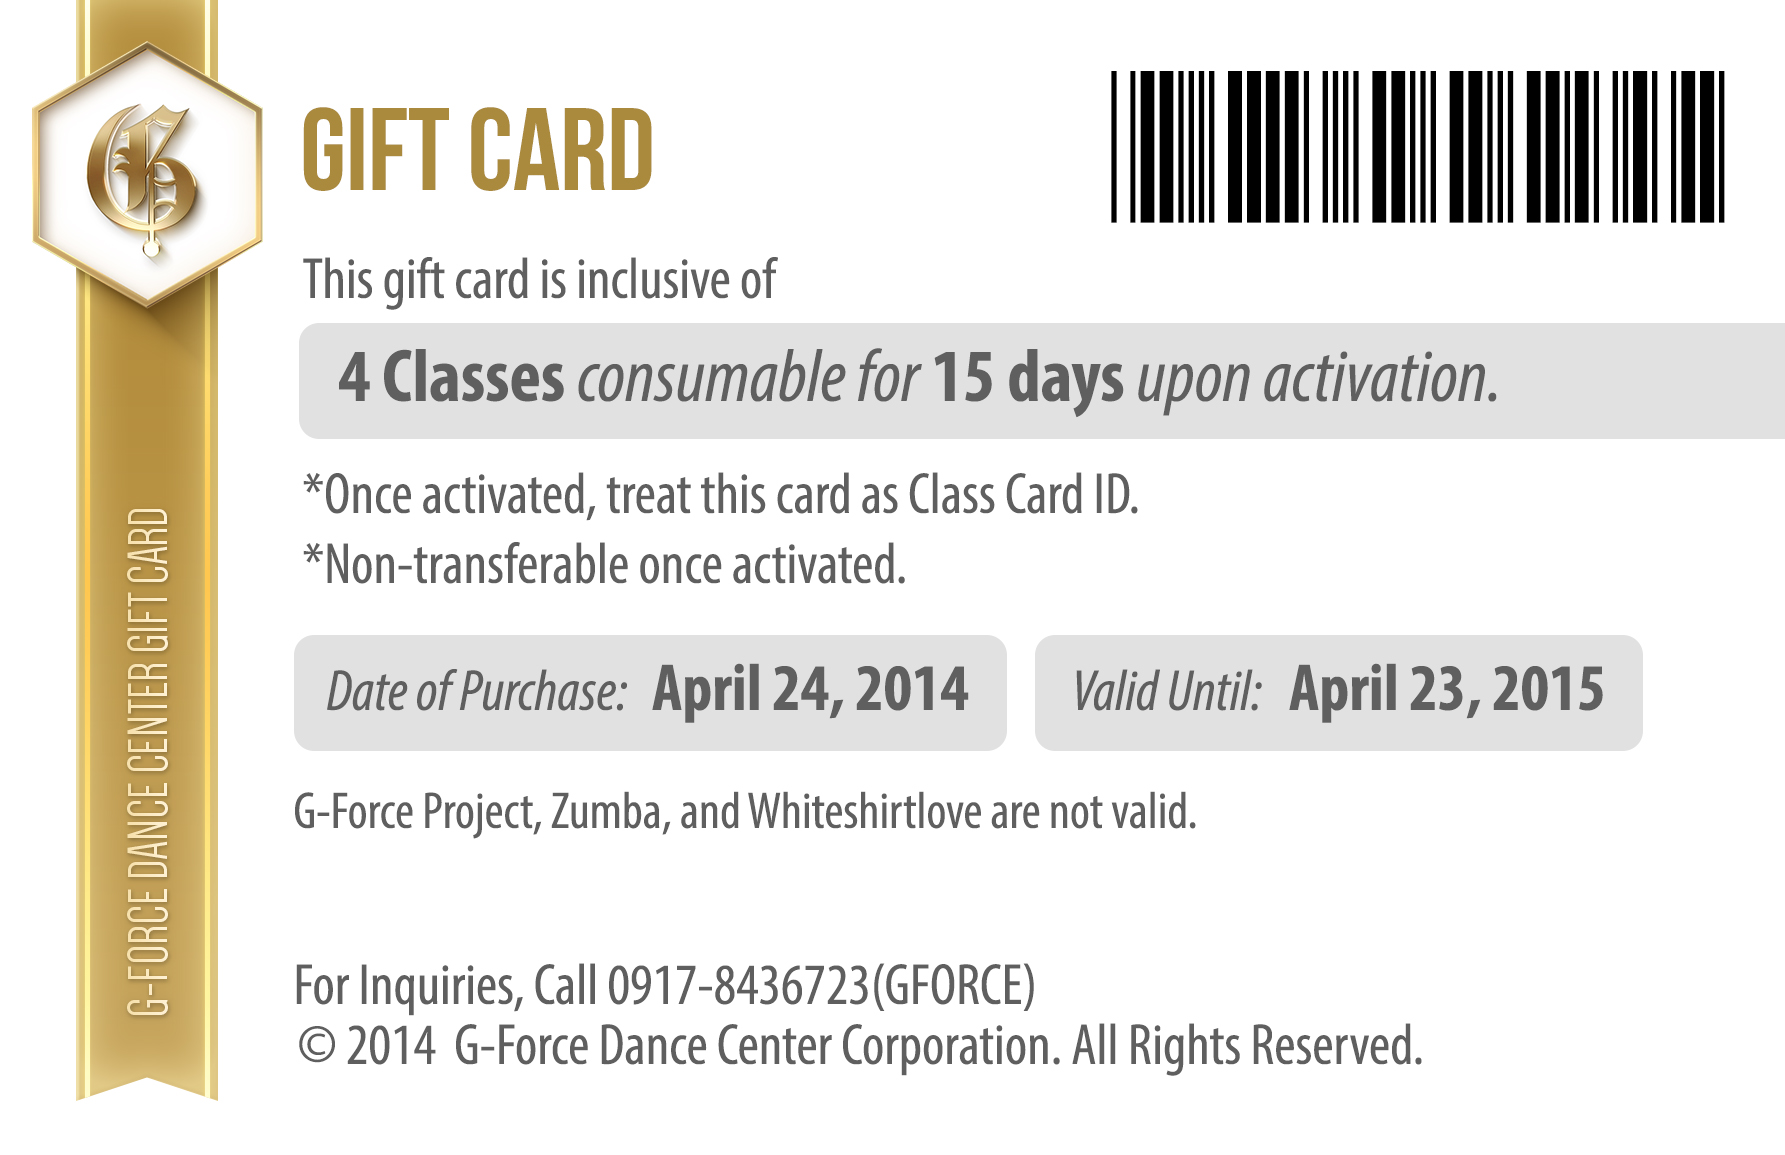 GIFT CARD
This gift card is inclusive of
4 Classes consumable for 15 days upon activation.
*Once activated, treat this card as Class Card ID.
*Non-transferable once activated.
Date of Purchase: April 24, 2014 Valid Until: April 23, 2015
G-Force Project, Zumba, and Whiteshirtlove are not valid.
For Inquiries, Call 0917-8436723(GFORCE)
© 2014 G-Force Dance Center Corporation. All Rights Reserved.
G
G-FORCE DANCE CENTER GIFT CARD